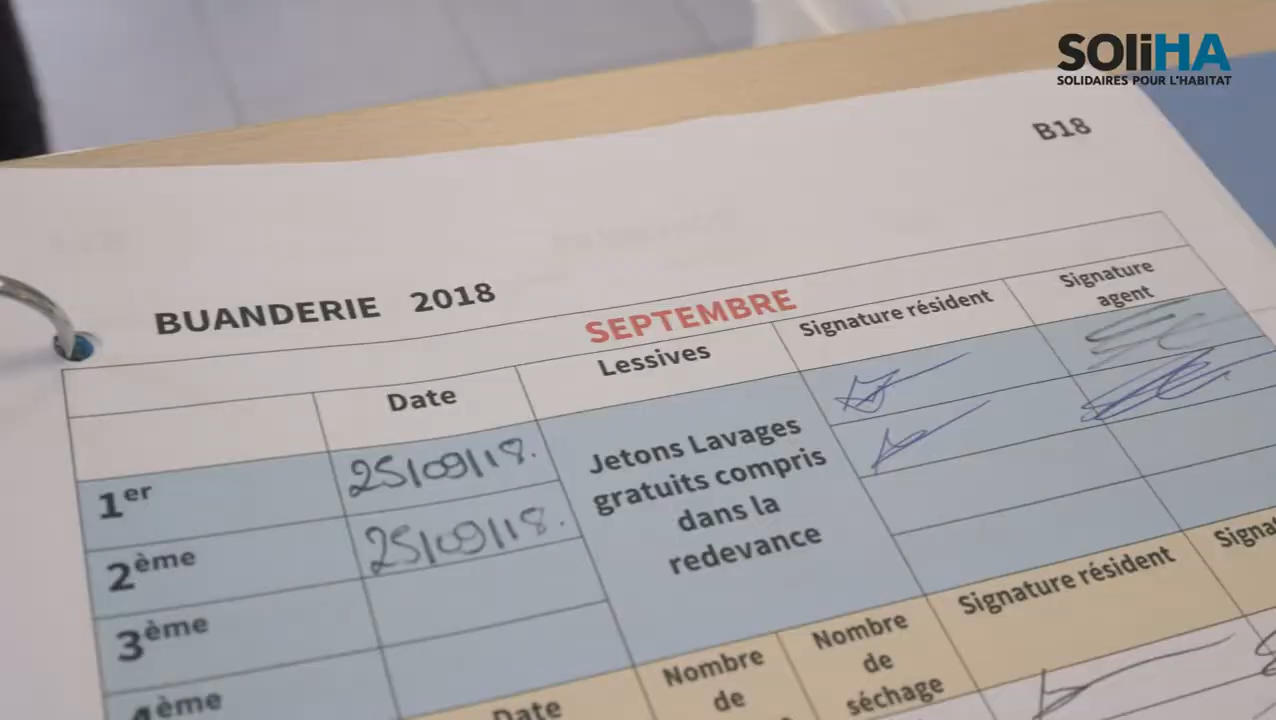 SOliHA
SOLIDAIRES POUR L'HABITAT
B18
BUANDERIE 2018
SEPTEMBRE
Date
Lessives
Signature résident
Signature
agent
1er
25/09/18.
2ème
25/09/18.
3ème
4ème
Jetons Lavages
gratuits compris
dans la
redevance
Date
Nombre
de
Nombre
de
séchage
Signature résident